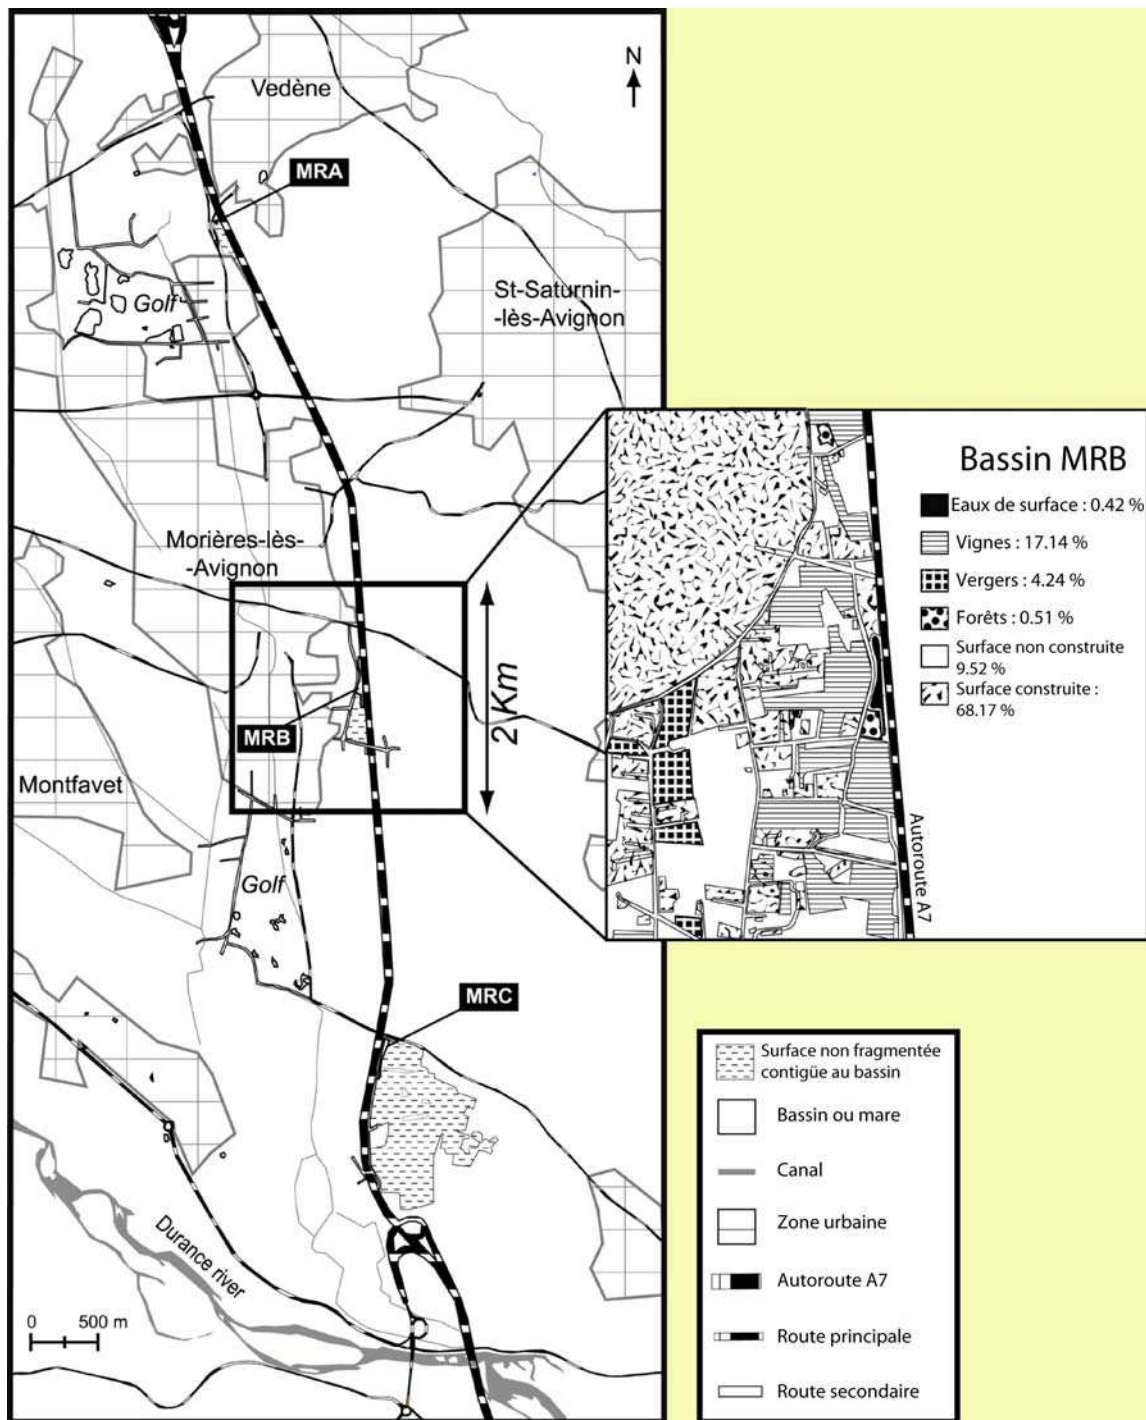 N
Vedène
MRA
Golf
St-Saturnin-
-lès-Avignon
Morières-lès-
-Avignon
MRB
2 Km
Montfavet
Golf
MRC
Durance river
0 500 m
Bassin MRB
Eaux de surface : 0.42 %
Vignes : 17.14 %
Vergers : 4.24 %
Forêts : 0.51 %
Surface non construite
9.52 %
Surface construite :
68.17 %
Autoroute A7
Surface non fragmentée
contigüe au bassin
Bassin ou mare
Canal
Zone urbaine
Autoroute A7
Route principale
Route secondaire